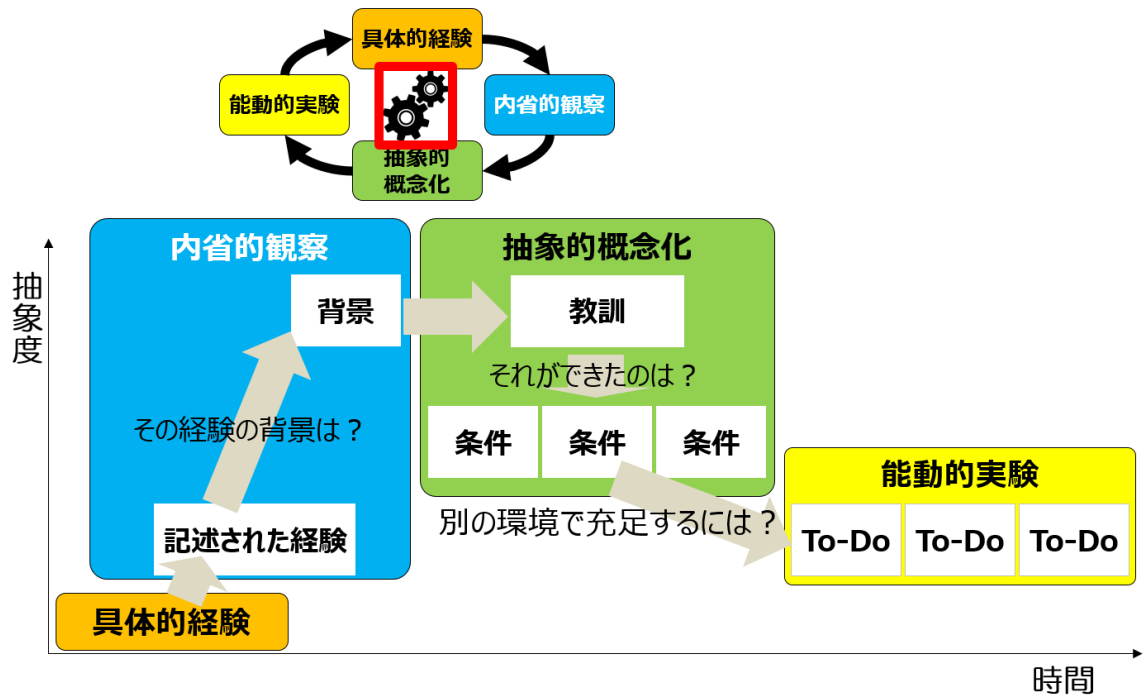 具体的経験
能動的実験
内省的観察
抽象的
概念化
内省的観察
抽象的概念化
抽象度
背景
教訓
それができたのは？
その経験の背景は？
条件
条件
条件
能動的実験
別の環境で充足するには？
記述された経験
To-Do
To-Do
To-Do
具体的経験
時間